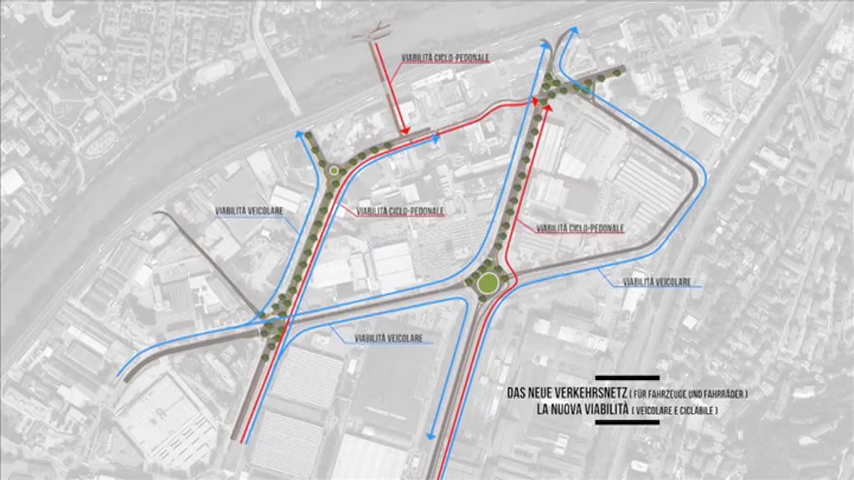 VIABILITÀ CICLO-PEDONALE
VIABILITÀ VEICOLARE
VIABILITÀ CICLO-PEDONALE
VIABILITÀ CICLO-PEDONALE
VIABILITÀ VEICOLARE
VIABILITÀ VEICOLARE
DAS NEUE VERKEHRSNETZ ( FÜR FAHRZEUGE UND FAHRRÄDER )
LA NUOVA VIABILITÀ ( VEICOLARE E CICLABILE )